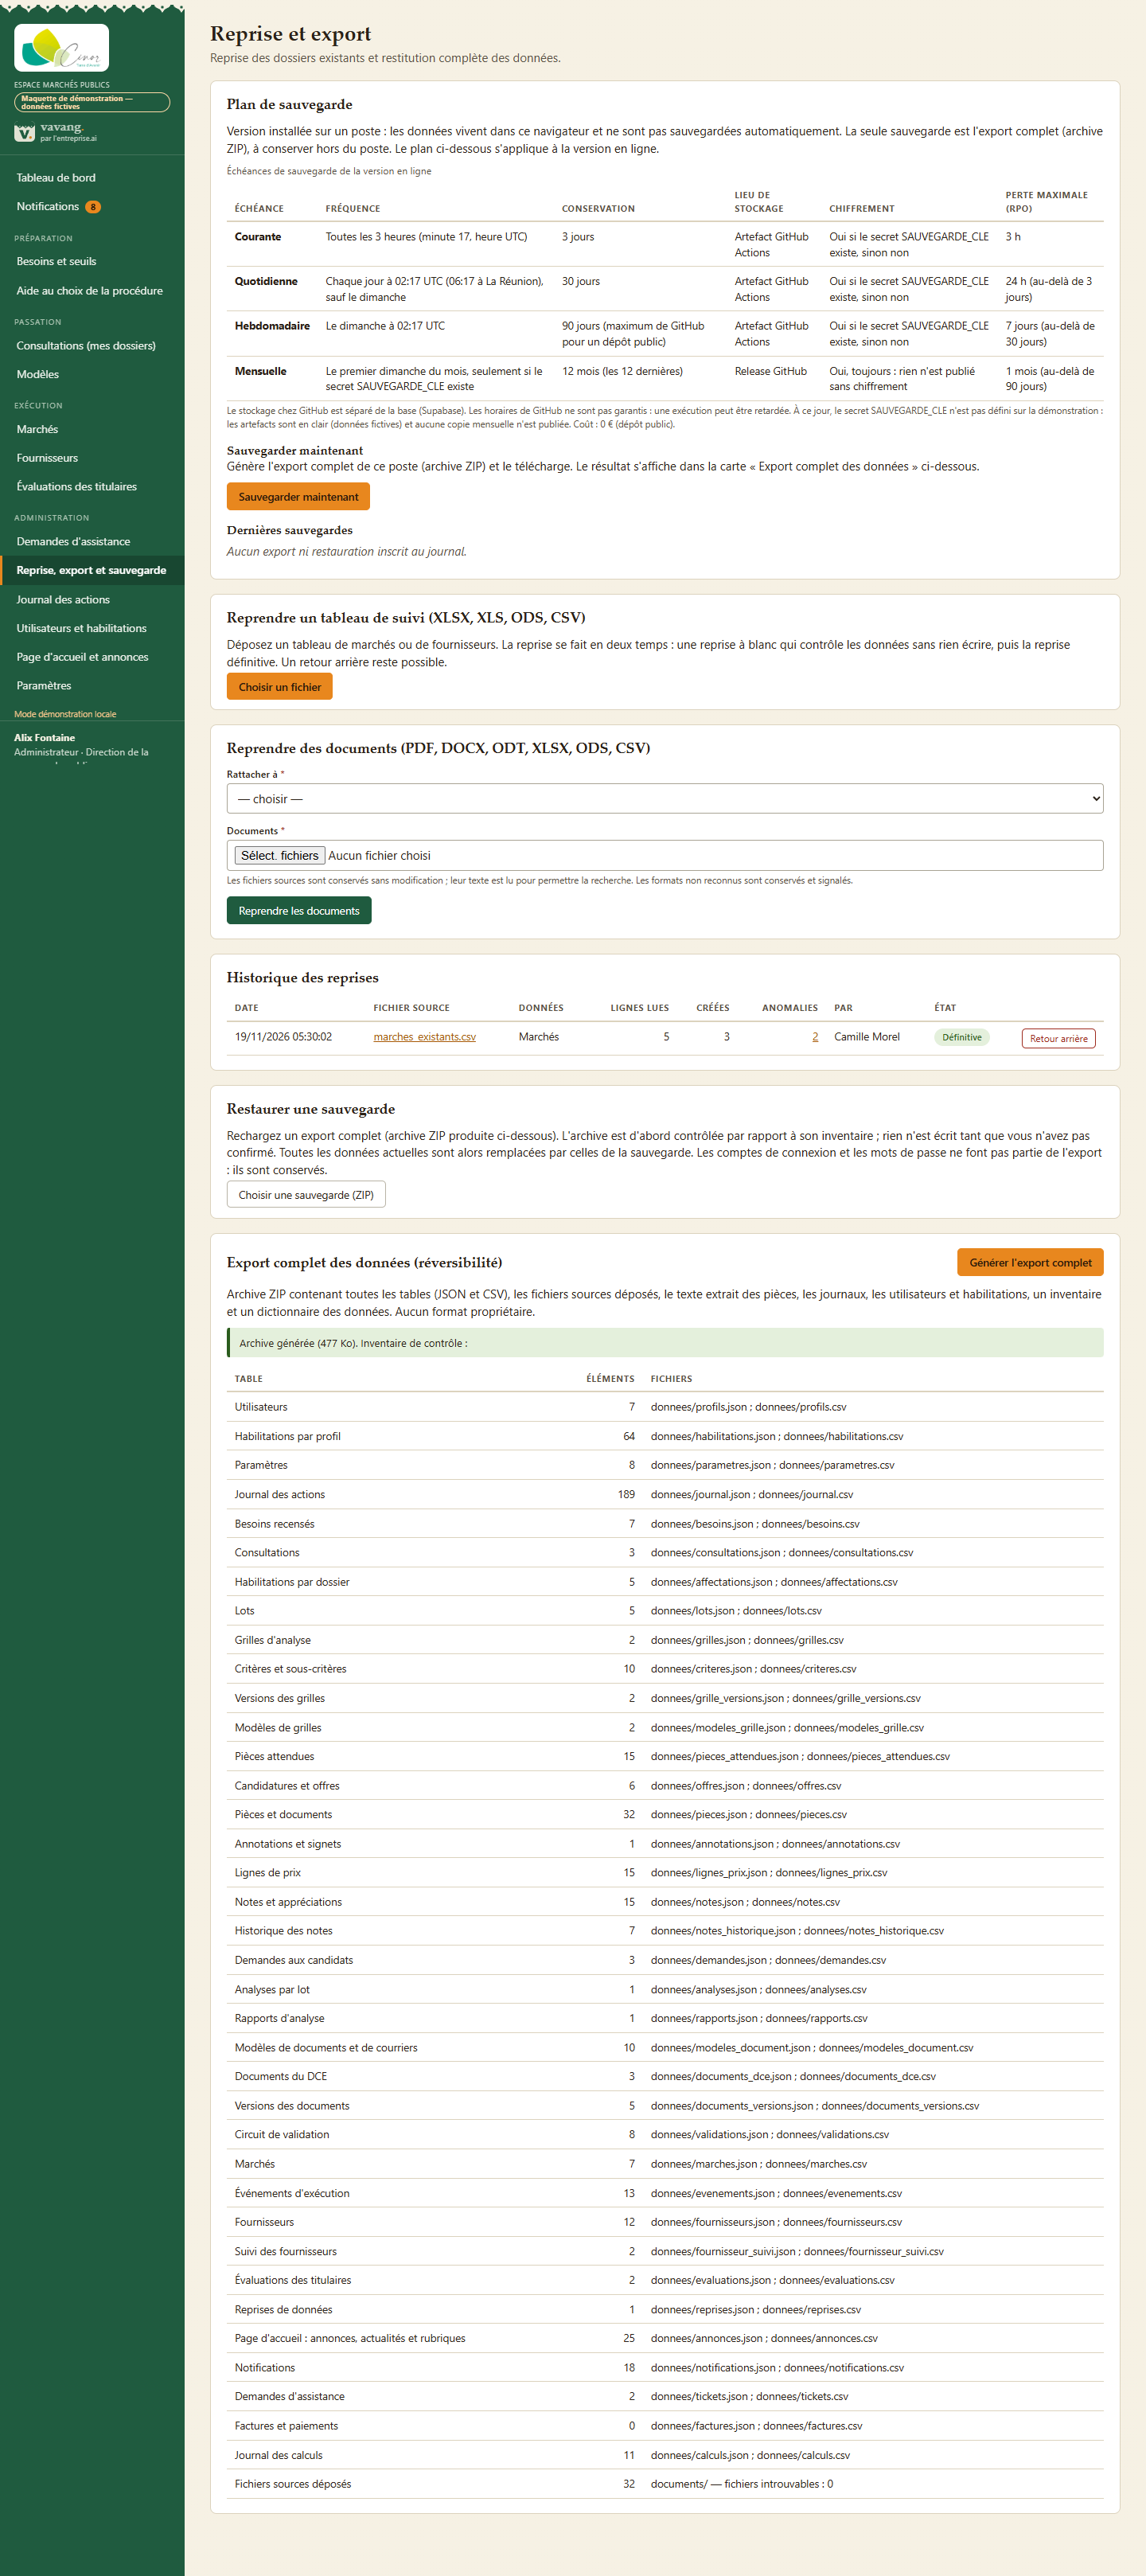 Cinor
ESPACE MARCHÉS PUBLICS
Maquette de démonstration —
données fictives
vavang.
par l'entreprise.ai
Tableau de bord
Notifications 8
PRÉPARATION
Besoins et seuils
Aide au choix de la procédure
PASSATION
Consultations (mes dossiers)
Modèles
EXÉCUTION
Marchés
Fournisseurs
Évaluations des titulaires
ADMINISTRATION
Demandes d'assistance
Reprise, export et sauvegarde
Journal des actions
Utilisateurs et habilitations
Page d'accueil et annonces
Paramètres
Mode démonstration locale
Alix Fontaine
Administrateur · Direction de la
Reprise et export
Reprise des dossiers existants et restitution complète des données.
Plan de sauvegarde
Version installée sur un poste : les données vivent dans ce navigateur et ne sont pas sauvegardées automatiquement. La seule sauvegarde est l'export complet (archive
ZIP), à conserver hors du poste. Le plan ci-dessous s'applique à la version en ligne.
Échéances de sauvegarde de la version en ligne
ÉCHÉANCE FRÉQUENCE CONSERVATION LIEU DE STOCKAGE CHIFFREMENT PERTE MAXIMALE (RPO)
Courante Toutes les 3 heures (minute 17, heure UTC) 3 jours Artefact GitHub Actions Oui si le secret SAUVEGARDE_CLE existe, sinon non 3 h
Quotidienne Chaque jour à 02:17 UTC (06:17 à La Réunion), sauf le dimanche 30 jours Artefact GitHub Actions Oui si le secret SAUVEGARDE_CLE existe, sinon non 24 h (au-delà de 3 jours)
Hebdomadaire Le dimanche à 02:17 UTC 90 jours (maximum de GitHub pour un dépôt public) Artefact GitHub Actions Oui si le secret SAUVEGARDE_CLE existe, sinon non 7 jours (au-delà de 30 jours)
Mensuelle Le premier dimanche du mois, seulement si le secret SAUVEGARDE_CLE existe 12 mois (les 12 dernières) Release GitHub Oui, toujours : rien n'est publié sans chiffrement 1 mois (au-delà de 90 jours)
Le stockage chez GitHub est séparé de la base (Supabase). Les horaires de GitHub ne sont pas garantis : une exécution peut être retardée. À ce jour, le secret SAUVEGARDE_CLE n'est pas défini sur la démonstration :
les artefacts sont en clair (données fictives) et aucune copie mensuelle n'est publiée. Coût : 0 € (dépôt public).
Sauvegarder maintenant
Génère l'export complet de ce poste (archive ZIP) et le télécharge. Le résultat s'affiche dans la carte « Export complet des données » ci-dessous.
Sauvegarder maintenant
Dernières sauvegardes
Aucun export ni restauration inscrit au journal.
Reprendre un tableau de suivi (XLSX, XLS, ODS, CSV)
Déposez un tableau de marchés ou de fournisseurs. La reprise se fait en deux temps : une reprise à blanc qui contrôle les données sans rien écrire, puis la reprise
définitive. Un retour arrière reste possible.
Choisir un fichier
Reprendre des documents (PDF, DOCX, ODT, XLSX, ODS, CSV)
Rattacher à *
— choisir —
Documents *
Sélect. fichiers Aucun fichier choisi
Les fichiers sources sont conservés sans modification ; leur texte est lu pour permettre la recherche. Les formats non reconnus sont conservés et signalés.
Reprendre les documents
Historique des reprises
DATE FICHIER SOURCE DONNÉES LIGNES LUES CRÉÉES ANOMALIES PAR ÉTAT
19/11/2026 05:30:02 marches_existants.csv Marchés 5 3 2 Camille Morel Définitive Retour arrière
Restaurer une sauvegarde
Rechargez un export complet (archive ZIP produite ci-dessous). L'archive est d'abord contrôlée par rapport à son inventaire ; rien n'est écrit tant que vous n'avez pas
confirmé. Toutes les données actuelles sont alors remplacées par celles de la sauvegarde. Les comptes de connexion et les mots de passe ne font pas partie de l'export
: ils sont conservés.
Choisir une sauvegarde (ZIP)
Export complet des données (réversibilité)
Générer l'export complet
Archive ZIP contenant toutes les tables (JSON et CSV), les fichiers sources déposés, le texte extrait des pièces, les journaux, les utilisateurs et habilitations, un inventaire
et un dictionnaire des données. Aucun format propriétaire.
Archive générée (477 Ko). Inventaire de contrôle :
TABLE ÉLÉMENTS FICHIERS
Utilisateurs 7 donnees/profils.json ; donnees/profils.csv
Habilitations par profil 64 donnees/habilitations.json ; donnees/habilitations.csv
Paramètres 8 donnees/parametres.json ; donnees/parametres.csv
Journal des actions 189 donnees/journal.json ; donnees/journal.csv
Besoins recensés 7 donnees/besoins.json ; donnees/besoins.csv
Consultations 3 donnees/consultations.json ; donnees/consultations.csv
Habilitations par dossier 5 donnees/affectations.json ; donnees/affectations.csv
Lots 5 donnees/lots.json ; donnees/lots.csv
Grilles d'analyse 2 donnees/grilles.json ; donnees/grilles.csv
Critères et sous-critères 10 donnees/criteres.json ; donnees/criteres.csv
Versions des grilles 2 donnees/grille_versions.json ; donnees/grille_versions.csv
Modèles de grilles 2 donnees/modeles_grille.json ; donnees/modeles_grille.csv
Pièces attendues 15 donnees/pieces_attendues.json ; donnees/pieces_attendues.csv
Candidatures et offres 6 donnees/offres.json ; donnees/offres.csv
Pièces et documents 32 donnees/pieces.json ; donnees/pieces.csv
Annotations et signets 1 donnees/annotations.json ; donnees/annotations.csv
Lignes de prix 15 donnees/lignes_prix.json ; donnees/lignes_prix.csv
Notes et appréciations 15 donnees/notes.json ; donnees/notes.csv
Historique des notes 7 donnees/notes_historique.json ; donnees/notes_historique.csv
Demandes aux candidats 3 donnees/demandes.json ; donnees/demandes.csv
Analyses par lot 1 donnees/analyses.json ; donnees/analyses.csv
Rapports d'analyse 1 donnees/rapports.json ; donnees/rapports.csv
Modèles de documents et de courriers 10 donnees/modeles_document.json ; donnees/modeles_document.csv
Documents du DCE 3 donnees/documents_dce.json ; donnees/documents_dce.csv
Versions des documents 5 donnees/documents_versions.json ; donnees/documents_versions.csv
Circuit de validation 8 donnees/validations.json ; donnees/validations.csv
Marchés 7 donnees/marches.json ; donnees/marches.csv
Événements d'exécution 13 donnees/evenements.json ; donnees/evenements.csv
Fournisseurs 12 donnees/fournisseurs.json ; donnees/fournisseurs.csv
Suivi des fournisseurs 2 donnees/fournisseur_suivi.json ; donnees/fournisseur_suivi.csv
Évaluations des titulaires 2 donnees/evaluations.json ; donnees/evaluations.csv
Reprises de données 1 donnees/reprises.json ; donnees/reprises.csv
Page d'accueil : annonces, actualités et rubriques 25 donnees/annonces.json ; donnees/annonces.csv
Notifications 18 donnees/notifications.json ; donnees/notifications.csv
Demandes d'assistance 2 donnees/tickets.json ; donnees/tickets.csv
Factures et paiements 0 donnees/factures.json ; donnees/factures.csv
Journal des calculs 11 donnees/calculs.json ; donnees/calculs.csv
Fichiers sources déposés 32 documents/ — fichiers introuvables : 0